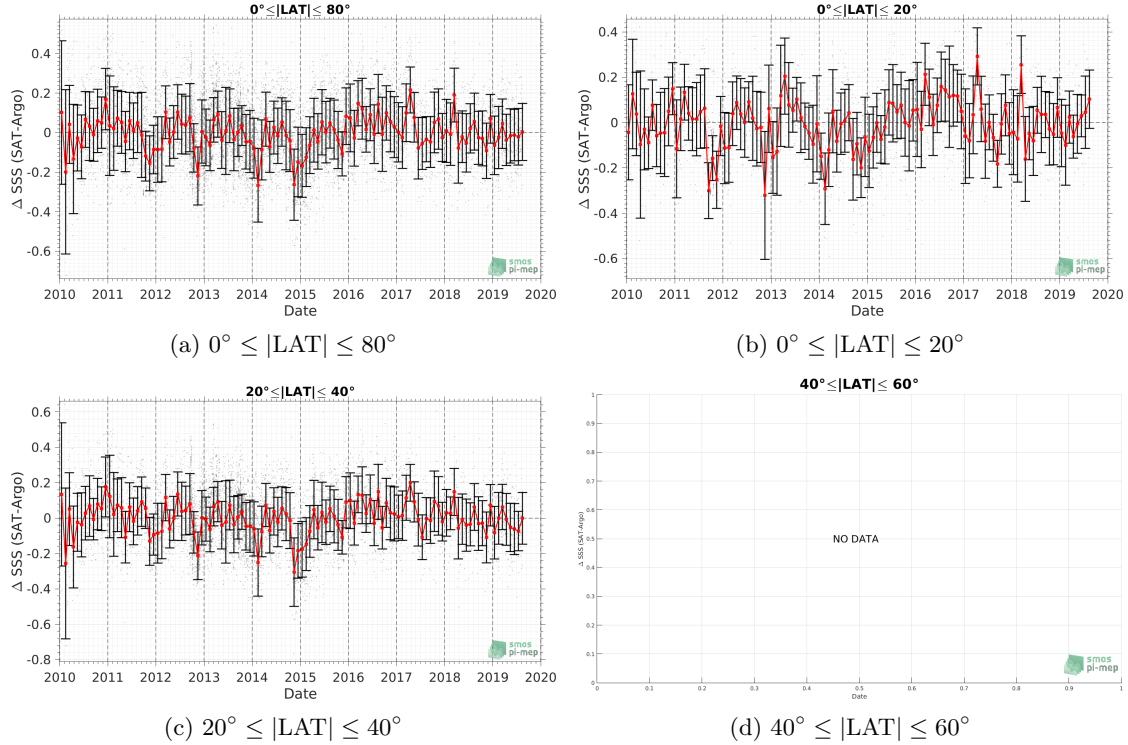 0°≤|LAT|≤ 80°
0.4
0.2
0
-0.2
-0.4
-0.6
Δ SSS (SAT-Argo)
smos
pi-mep
2010 2011 2012 2013 2014 2015 2016 2017 2018 2019 2020
Date
(a) 0° ≤ |LAT| ≤ 80°
0°≤|LAT|≤ 20°
0.4
0.2
0
-0.2
-0.4
-0.6
Δ SSS (SAT-Argo)
smos
pi-mep
2010 2011 2012 2013 2014 2015 2016 2017 2018 2019 2020
Date
(b) 0° ≤ |LAT| ≤ 20°
20°≤|LAT|≤ 40°
0.6
0.4
0.2
0
-0.2
-0.4
-0.6
-0.8
Δ SSS (SAT-Argo)
smos
pi-mep
2010 2011 2012 2013 2014 2015 2016 2017 2018 2019 2020
Date
(c) 20° ≤ |LAT| ≤ 40°
40°≤|LAT|≤ 60°
1
0.9
0.8
0.7
0.6
0.5
0.4
0.3
0.2
0.1
0
Δ SSS (SAT-Argo)
NO DATA
smos
pi-mep
0 0.1 0.2 0.3 0.4 0.5 0.6 0.7 0.8 0.9 1
Date
(d) 40° ≤ |LAT| ≤ 60°